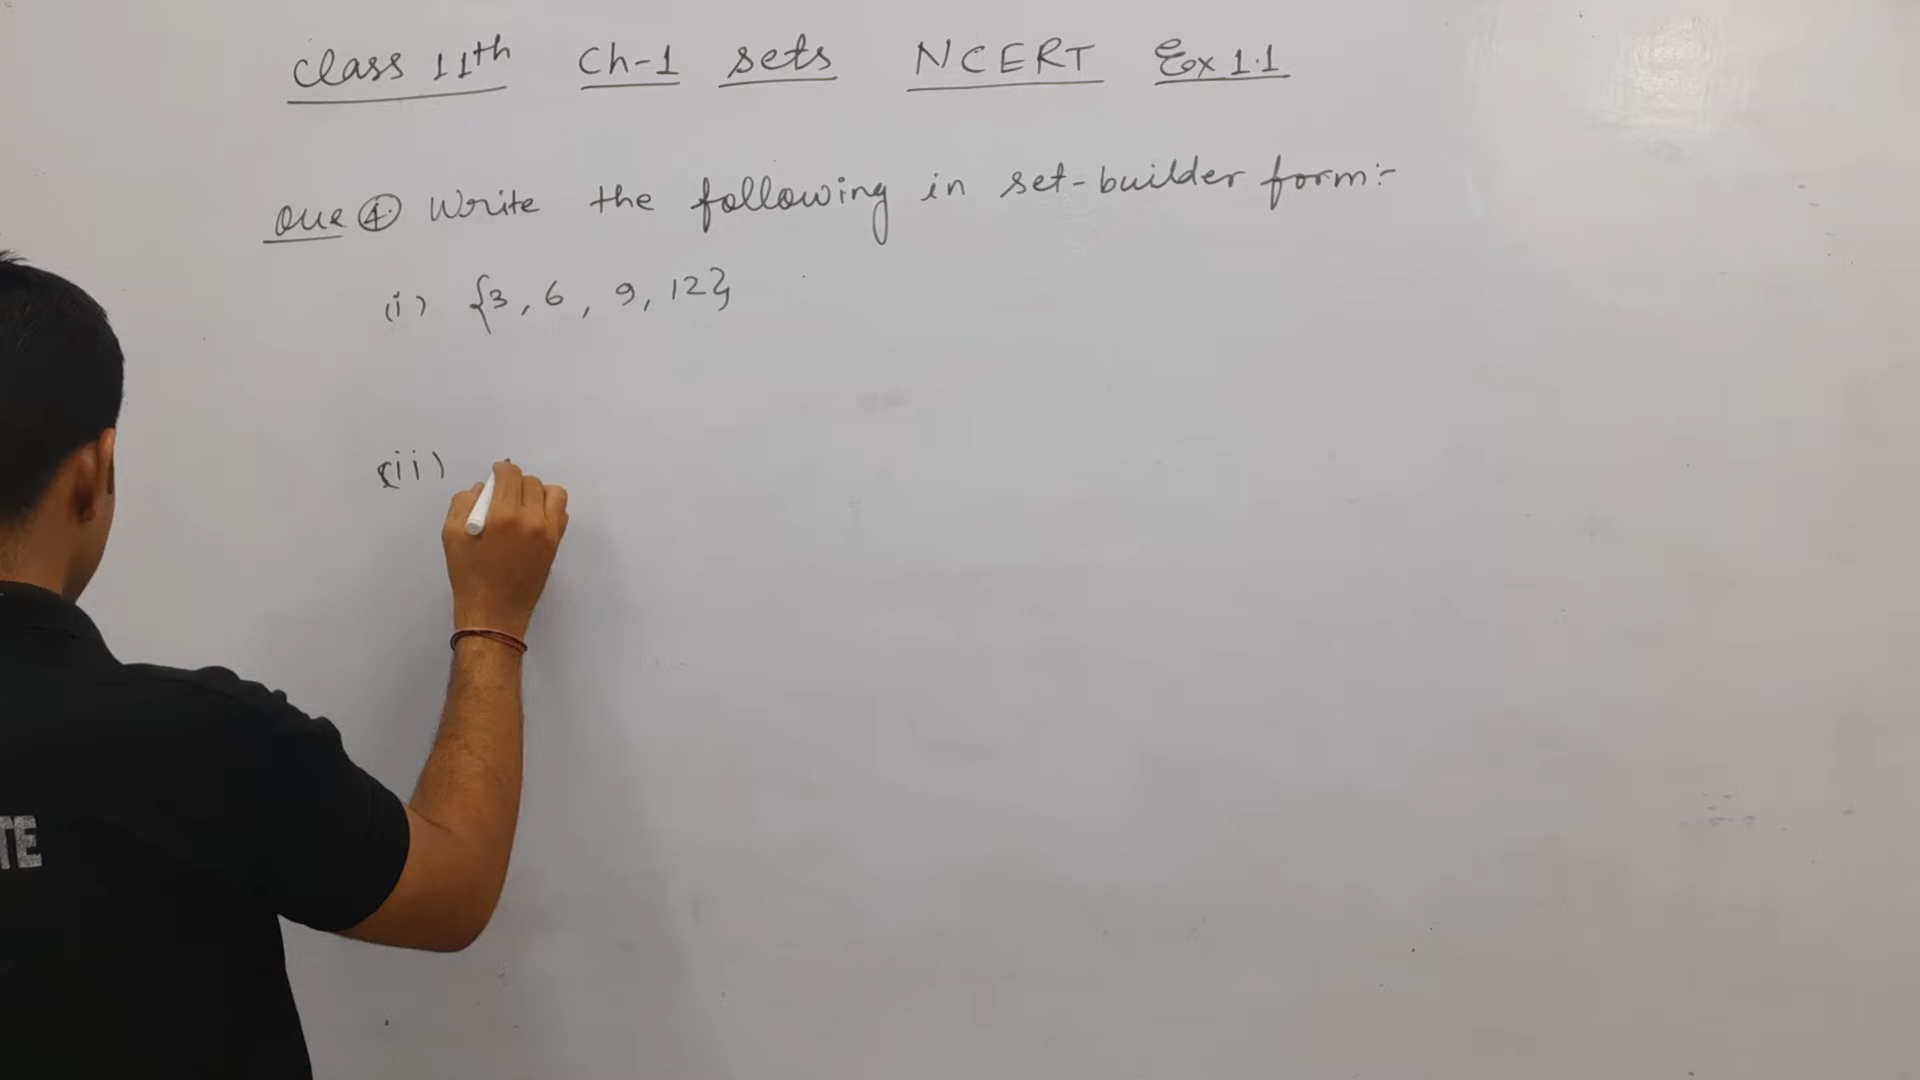 class 11th Ch-1 sets NCERT Ex 1.1
Que ④ Write the following in set-builder form:-
(i) {3, 6, 9, 12}
(ii)
TE